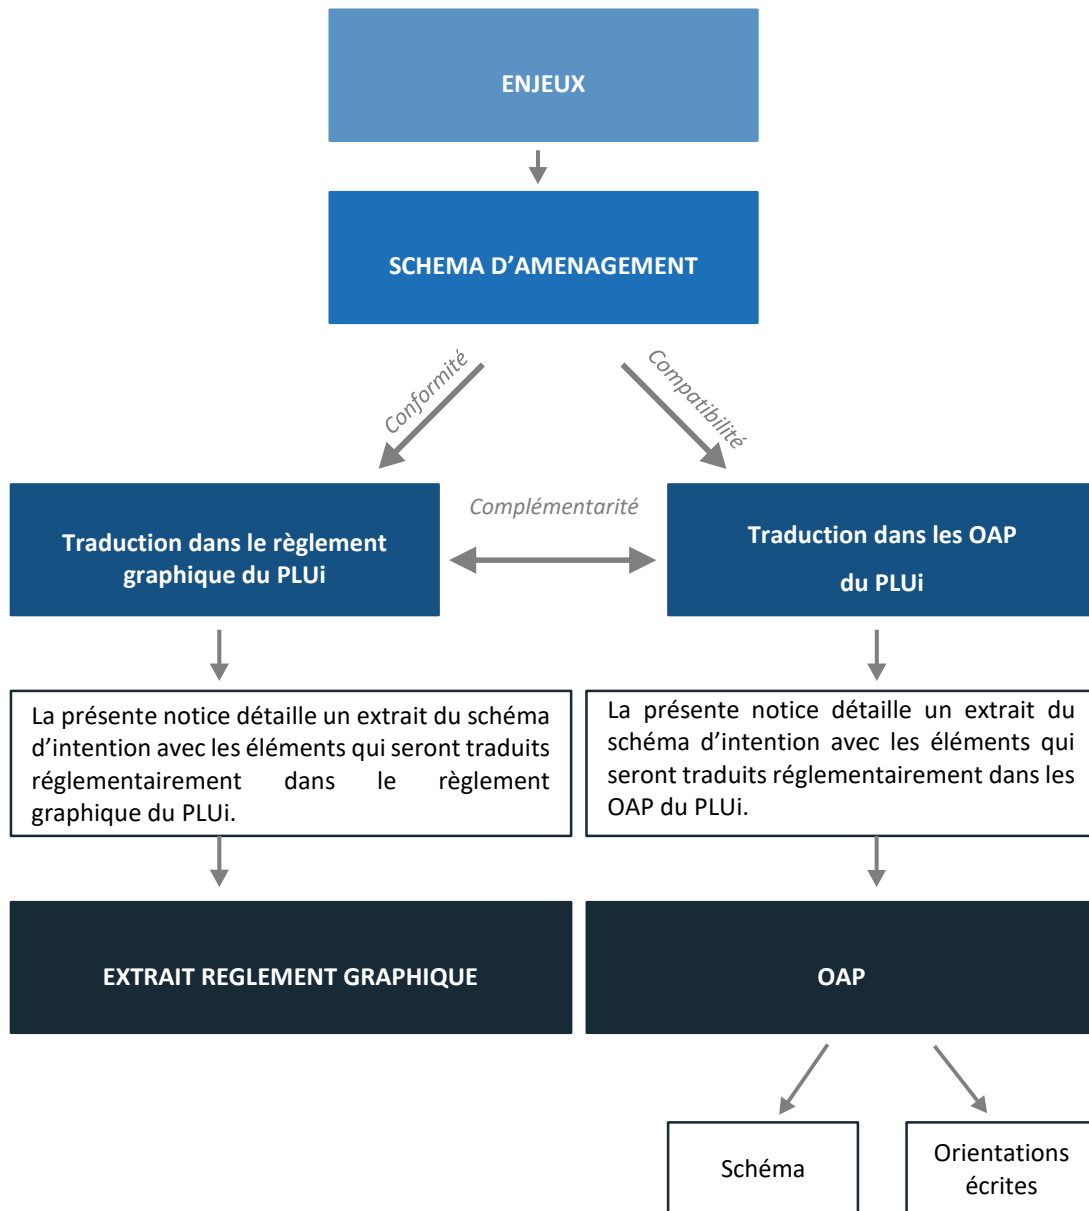 ENJEUX
SCHEMA D’AMENAGEMENT
Conformité
Compatibilité
Complémentarité
Traduction dans le règlement
graphique du PLUi
Traduction dans les OAP
du PLUi
La présente notice détaille un extrait du schéma
d’intention avec les éléments qui seront traduits
réglementairement dans le règlement
graphique du PLUi.
La présente notice détaille un extrait du
schéma d’intention avec les éléments qui
seront traduits réglementairement dans les
OAP du PLUi.
EXTRAIT REGLEMENT GRAPHIQUE
OAP
Schéma
Orientations
écrites